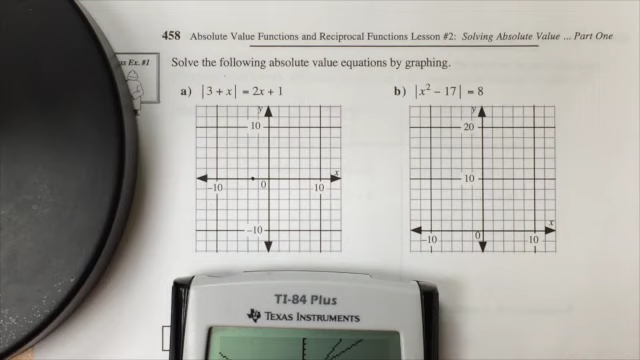 458 Absolute Value Functions and Reciprocal Functions Lesson #2: Solving Absolute Value ... Part One
Ex. #1
Solve the following absolute value equations by graphing.
a) |3 + x| = 2x + 1
b) |x² – 17| = 8
y
10
x
–10
0
10
–10
y
20
10
x
–10
0
10
TI-84 Plus
TEXAS INSTRUMENTS